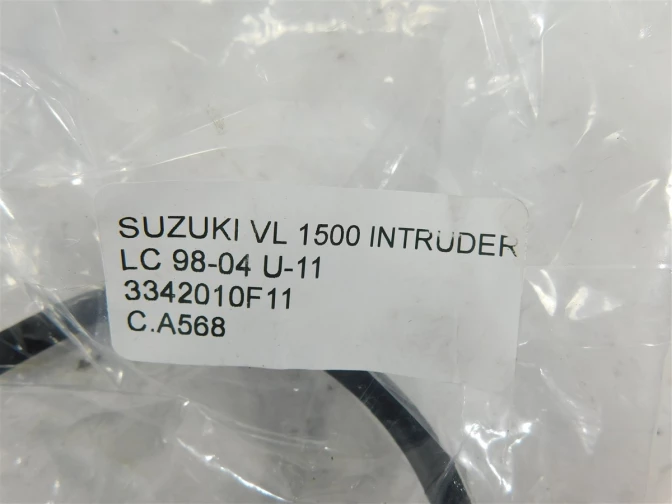 SUZUKI VL 1500 INTRUDER
LC 98-04 U-11
3342010F11
C.A568